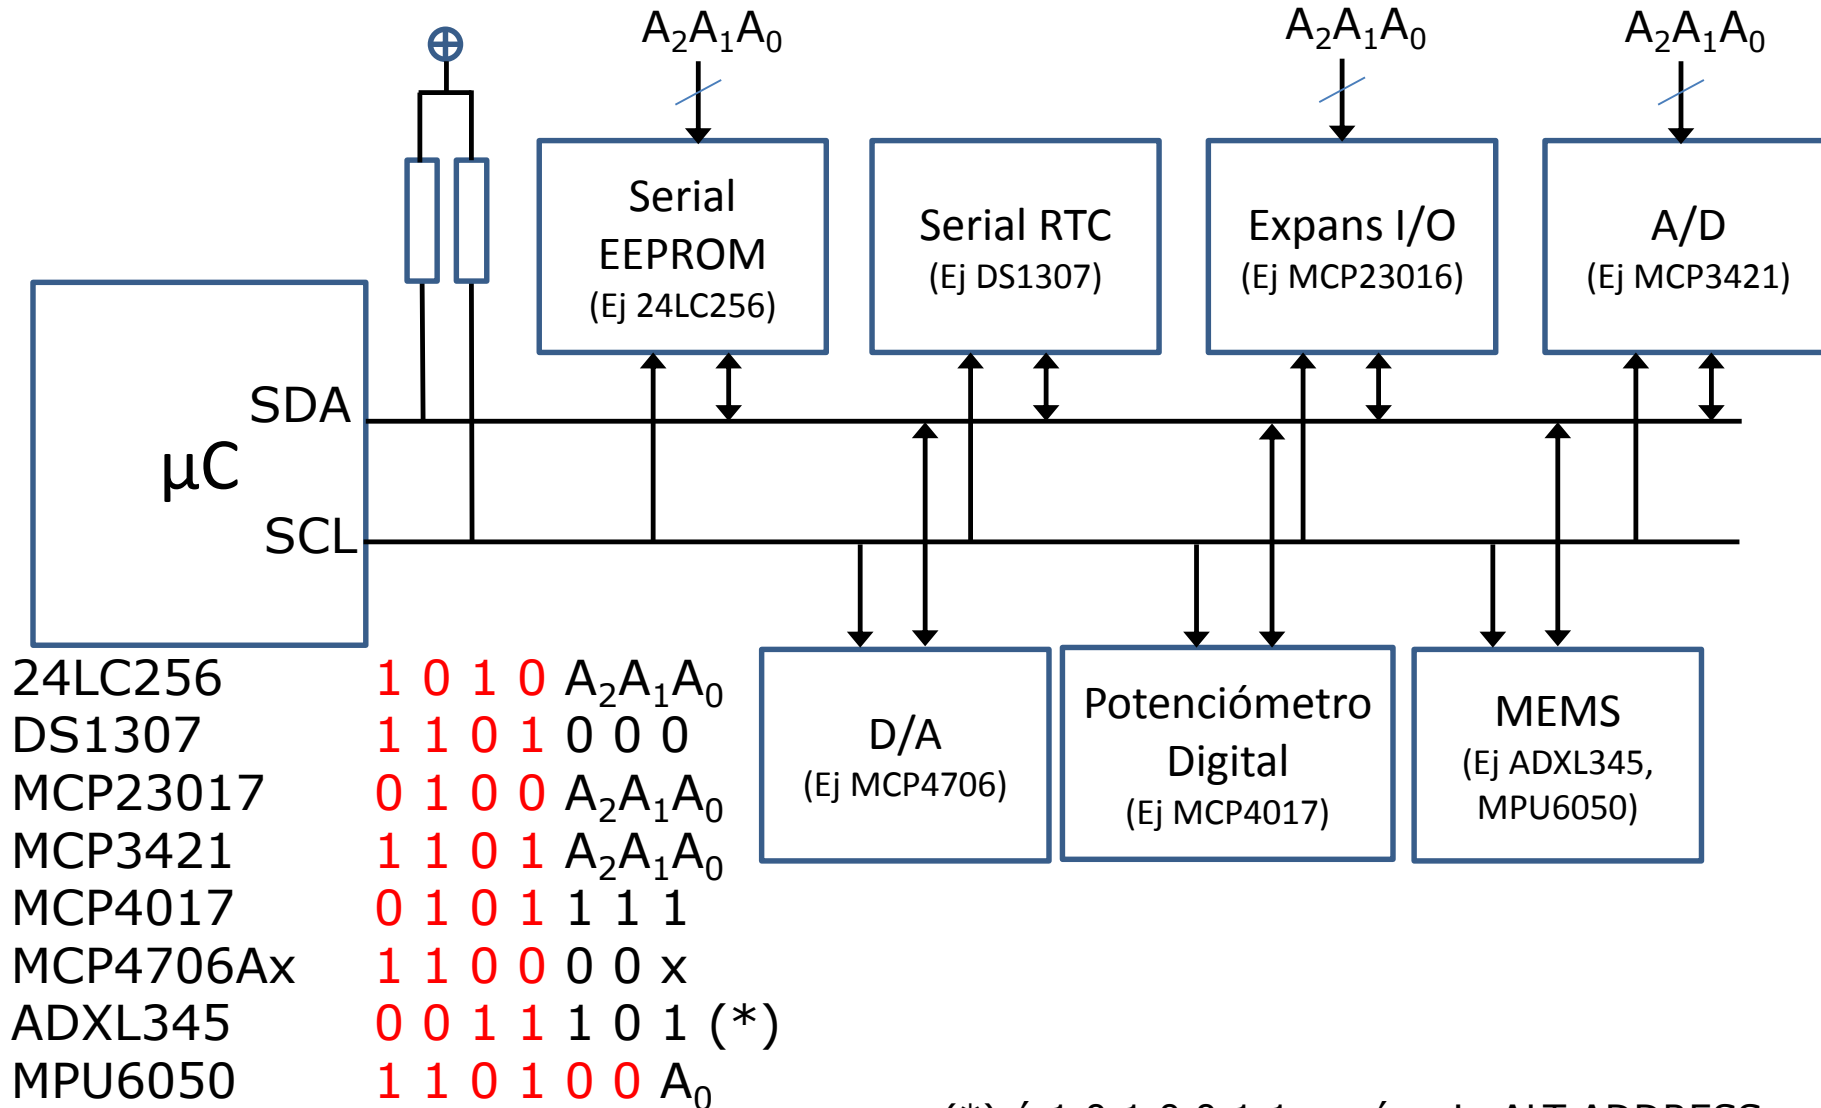 A₂A₁A₀
A₂A₁A₀
A₂A₁A₀
Serial
EEPROM
(Ej 24LC256)
Serial RTC
(Ej DS1307)
Expans I/O
(Ej MCP23016)
A/D
(Ej MCP3421)
SDA
µC
SCL
D/A
(Ej MCP4706)
Potenciómetro
Digital
(Ej MCP4017)
MEMS
(Ej ADXL345,
MPU6050)
24LC256 1 0 1 0 A₂A₁A₀
DS1307 1 1 0 1 0 0 0
MCP23017 0 1 0 0 A₂A₁A₀
MCP3421 1 1 0 1 A₂A₁A₀
MCP4017 0 1 0 1 1 1 1
MCP4706Ax 1 1 0 0 0 0 x
ADXL345 0 0 1 1 1 0 1 (*)
MPU6050 1 1 0 1 0 0 A₀